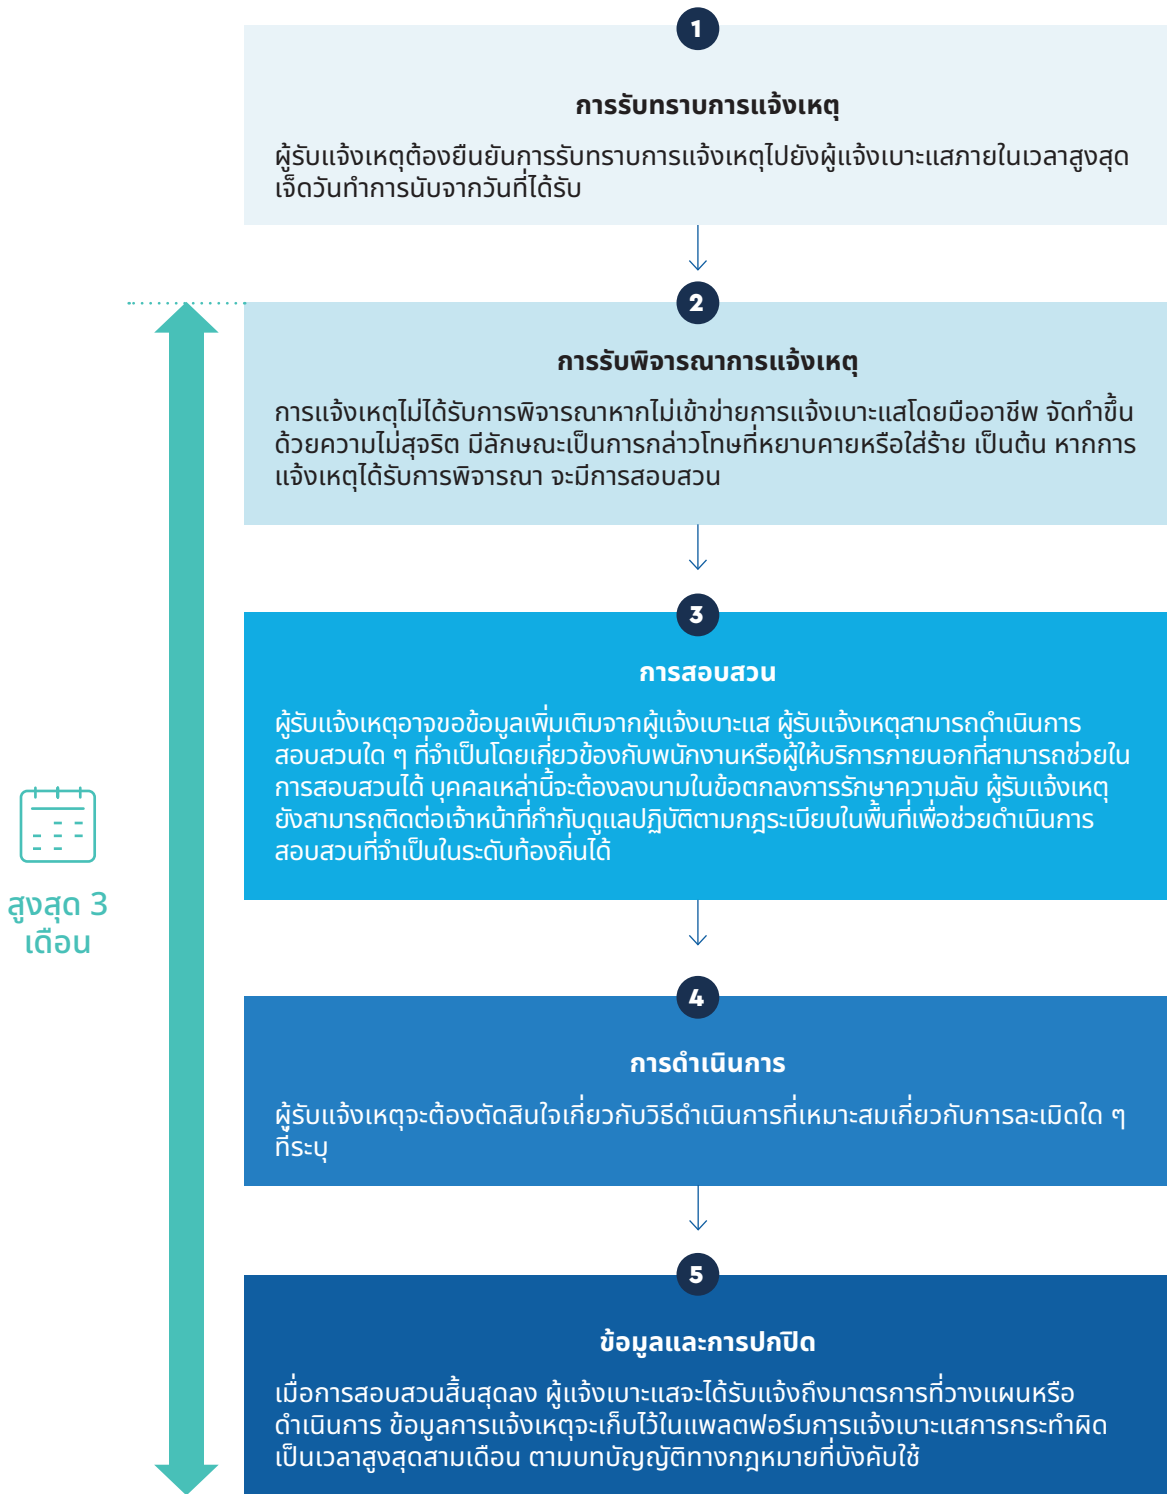 1
การรับทราบการแจ้งเหตุ
ผู้รับแจ้งเหตุต้องยืนยันการรับทราบการแจ้งเหตุไปยังผู้แจ้งเบาะแสภายในเวลาสูงสุด
เจ็ดวันทำการนับจากวันที่ได้รับ
2
การรับพิจารณาการแจ้งเหตุ
การแจ้งเหตุไม่ได้รับการพิจารณาหากไม่เข้าข่ายการแจ้งเบาะแสโดยมืออาชีพ จัดทำขึ้น
ด้วยความไม่สุจริต มีลักษณะเป็นการกล่าวโทษที่หยาบคายหรือใส่ร้าย เป็นต้น หากการ
แจ้งเหตุได้รับการพิจารณา จะมีการสอบสวน
3
การสอบสวน
ผู้รับแจ้งเหตุอาจขอข้อมูลเพิ่มเติมจากผู้แจ้งเบาะแส ผู้รับแจ้งเหตุสามารถดำเนินการ
สอบสวนใด ๆ ที่จำเป็นโดยเกี่ยวข้องกับพนักงานหรือผู้ให้บริการภายนอกที่สามารถช่วยใน
การสอบสวนได้ บุคคลเหล่านี้จะต้องลงนามในข้อตกลงการรักษาความลับ ผู้รับแจ้งเหตุ
ยังสามารถติดต่อเจ้าหน้าที่กำกับดูแลปฏิบัติตามกฎระเบียบในพื้นที่เพื่อช่วยดำเนินการ
สอบสวนที่จำเป็นในระดับท้องถิ่นได้
สูงสุด 3
เดือน
4
การดำเนินการ
ผู้รับแจ้งเหตุจะต้องตัดสินใจเกี่ยวกับวิธีดำเนินการที่เหมาะสมเกี่ยวกับการละเมิดใด ๆ
ที่ระบุ
5
ข้อมูลและการปกปิด
เมื่อการสอบสวนสิ้นสุดลง ผู้แจ้งเบาะแสจะได้รับแจ้งถึงมาตรการที่วางแผนหรือ
ดำเนินการ ข้อมูลการแจ้งเหตุจะเก็บไว้ในแพลตฟอร์มการแจ้งเบาะแสการกระทำผิด
เป็นเวลาสูงสุดสามเดือน ตามบทบัญญัติทางกฎหมายที่บังคับใช้